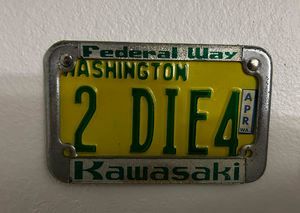 Federal Way
WASHINGTON
2 DIE4
APR
WA
Kawasaki